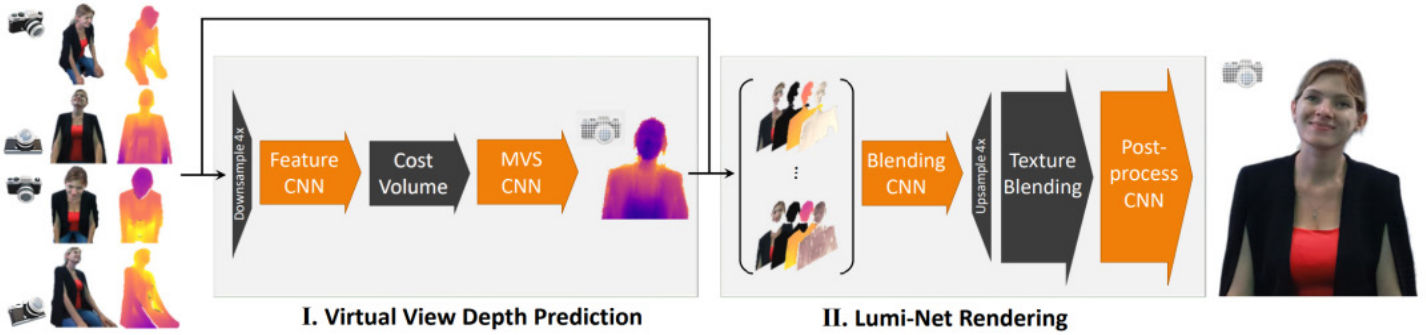 Downsample 4x
Feature
CNN
Cost
Volume
MVS
CNN
Blending
CNN
Upsample 4x
Texture
Blending
Post-
process
CNN
I. Virtual View Depth Prediction
II. Lumi-Net Rendering